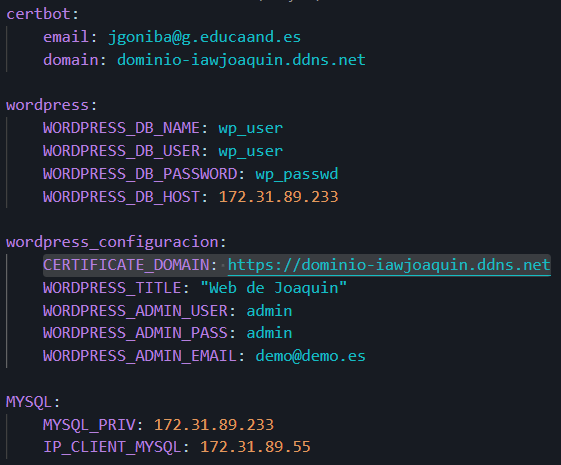 certbot:
    email: jgoniba@g.educaand.es
    domain: dominio-iawjoaquin.ddns.net
wordpress:
    WORDPRESS_DB_NAME: wp_user
    WORDPRESS_DB_USER: wp_user
    WORDPRESS_DB_PASSWORD: wp_passwd
    WORDPRESS_DB_HOST: 172.31.89.233
wordpress_configuracion:
    CERTIFICATE_DOMAIN: https://dominio-iawjoaquin.ddns.net
    WORDPRESS_TITLE: "Web de Joaquin"
    WORDPRESS_ADMIN_USER: admin
    WORDPRESS_ADMIN_PASS: admin
    WORDPRESS_ADMIN_EMAIL: demo@demo.es
MYSQL:
    MYSQL_PRIV: 172.31.89.233
    IP_CLIENT_MYSQL: 172.31.89.55